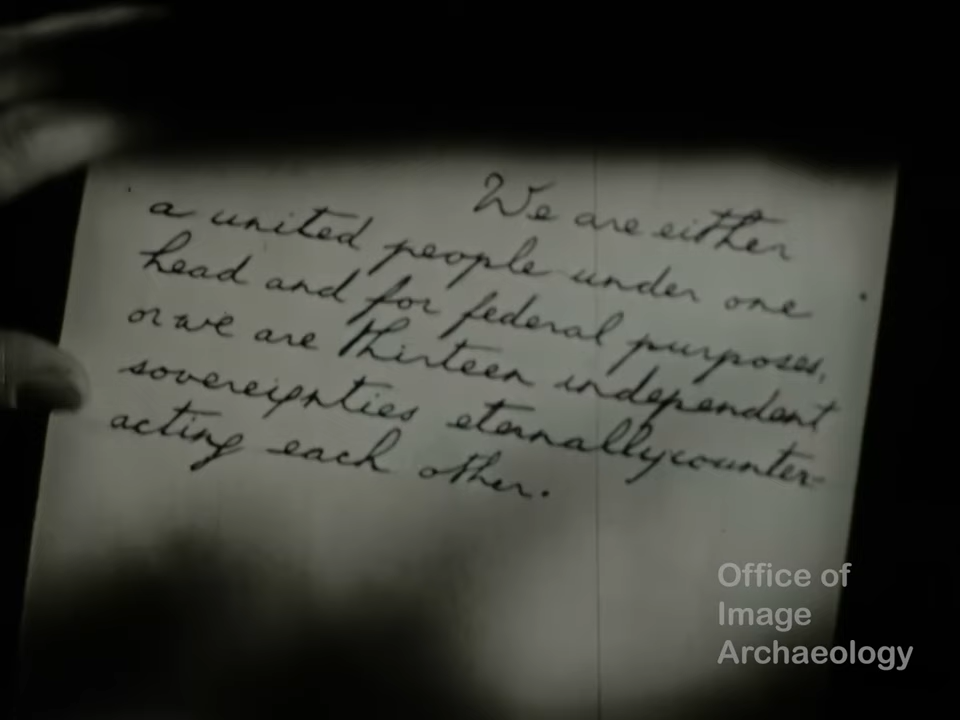 We are either
a united people under one
head and for federal purposes,
or we are thirteen independent
sovereignties eternally counter-
acting each other.
Office of
Image
Archaeology